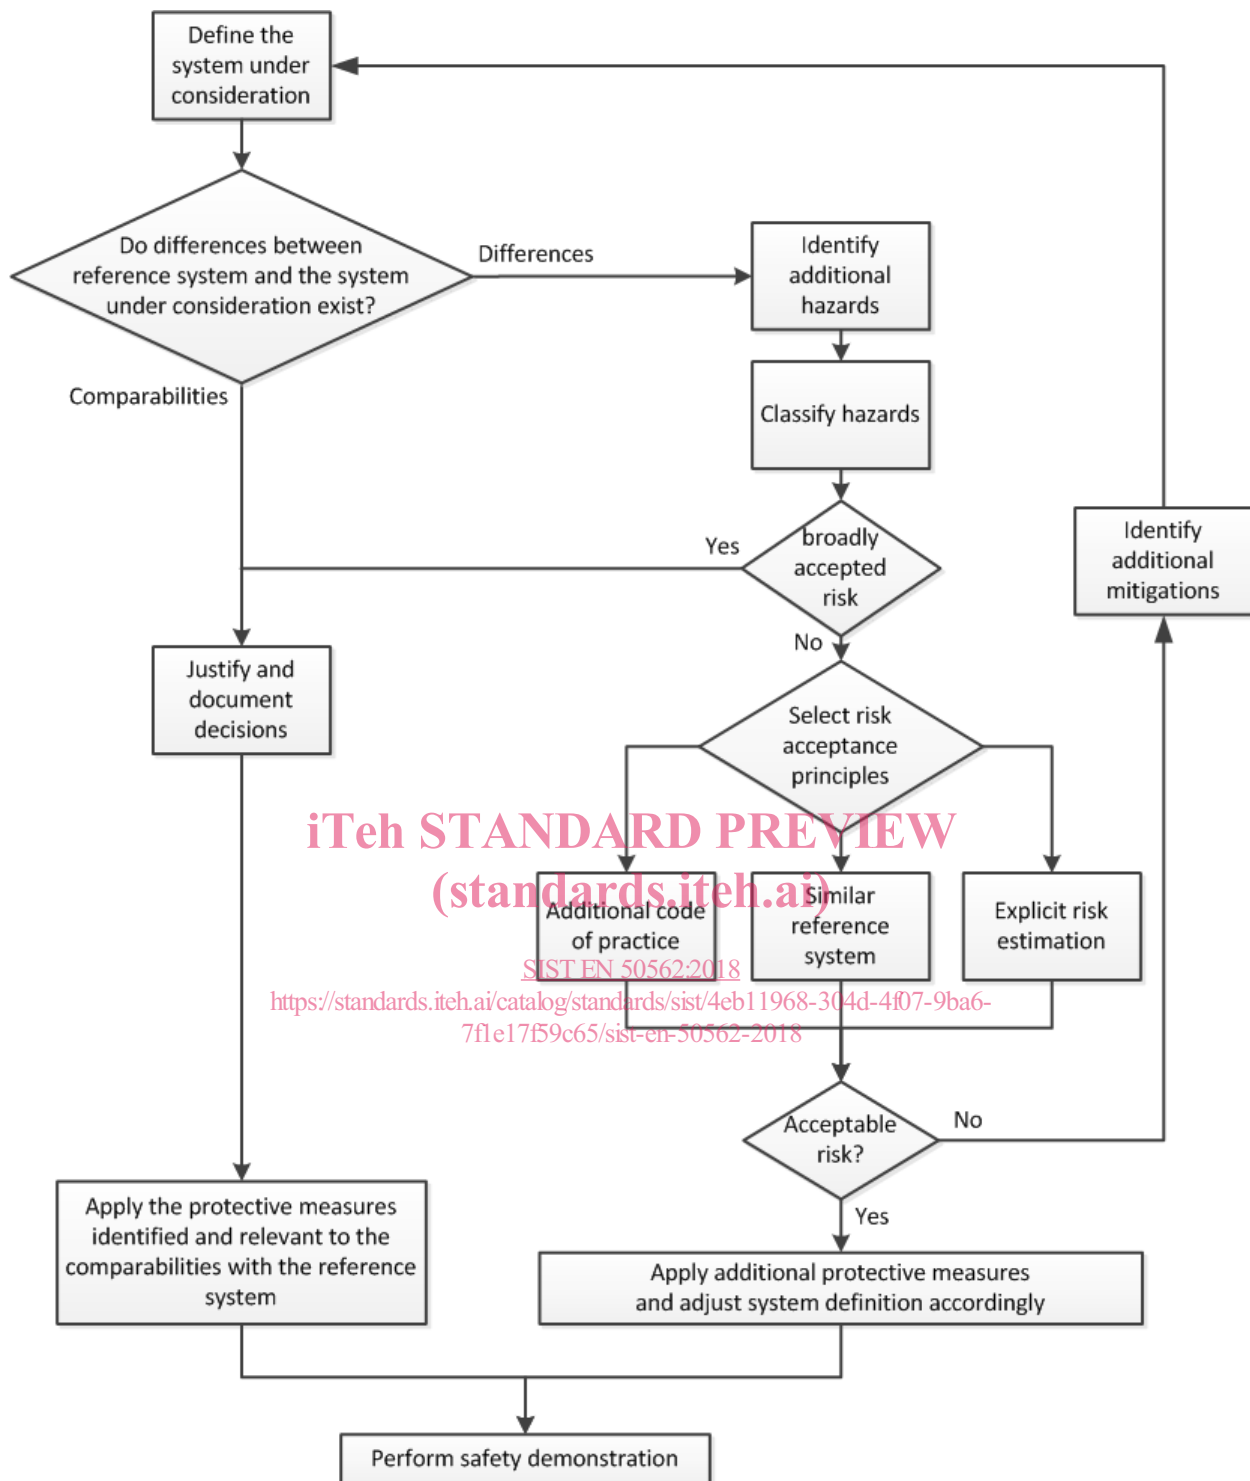 Define the
system under
consideration
Do differences between
reference system and the system
under consideration exist?
Differences
Identify
additional
hazards
Comparabilities
Classify hazards
Yes
broadly
accepted
risk
Identify
additional
mitigations
No
Justify and
document
decisions
Select risk
acceptance
principles
iTeh STANDARD PREVIEW
(standards.iteh.ai)
Additional code
of practice
Similar
reference
system
Explicit risk
estimation
SIST EN 50562:2018
https://standards.iteh.ai/catalog/standards/sist/4eb11968-304d-4f07-9ba6-
7f1e17f59c65/sist-en-50562-2018
Acceptable
risk?
No
Yes
Apply the protective measures
identified and relevant to the
comparabilities with the reference
system
Apply additional protective measures
and adjust system definition accordingly
Perform safety demonstration